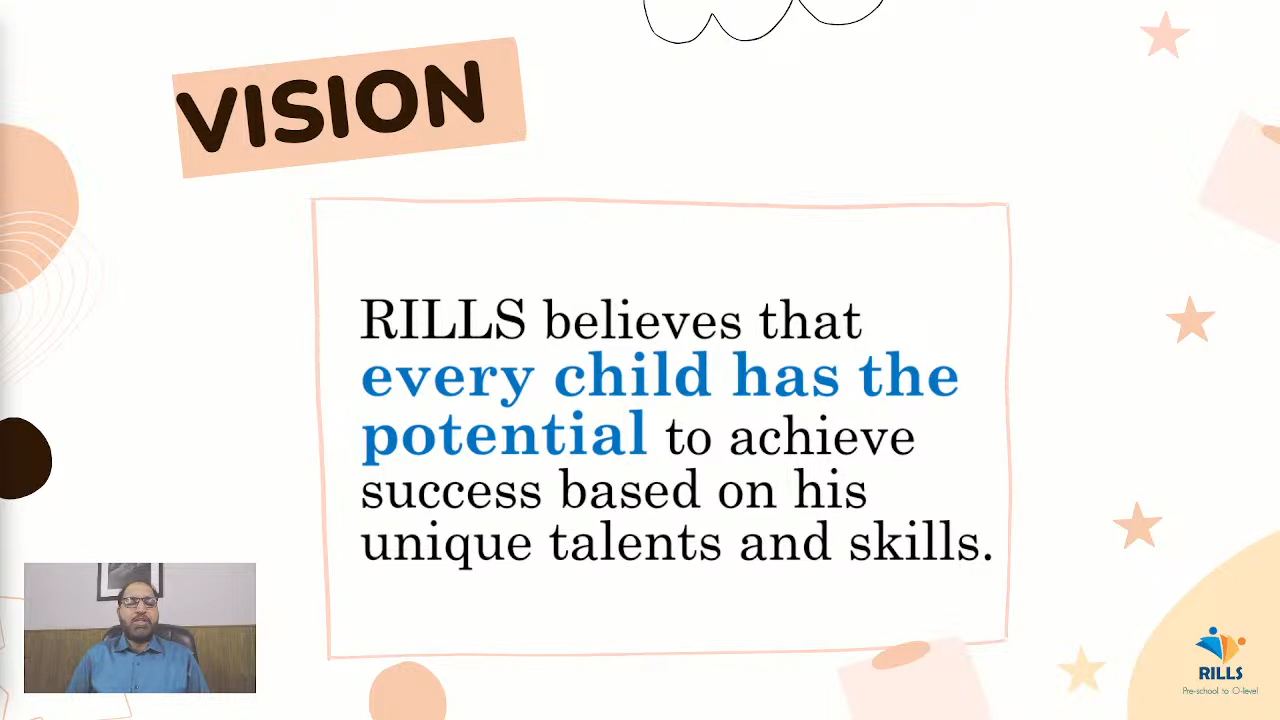 VISION
RILLS believes that
every child has the
potential to achieve
success based on his
unique talents and skills.
RILLS
Pre-school to O-level